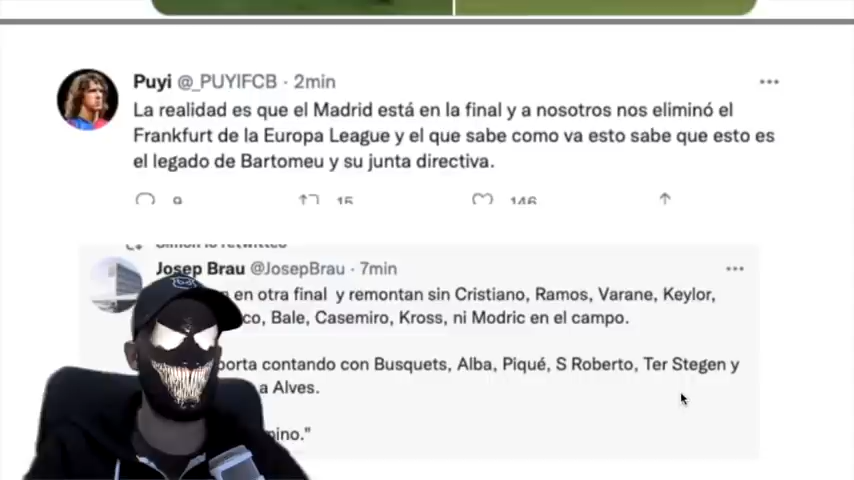 Puyi @_PUYIFCB · 2min
La realidad es que el Madrid está en la final y a nosotros nos eliminó el
Frankfurt de la Europa League y el que sabe como va esto sabe que esto es
el legado de Bartomeu y su junta directiva.
9 15 146
Josep Brau @JosepBrau · 7min
en otra final y remontan sin Cristiano, Ramos, Varane, Keylor,
Bale, Casemiro, Kross, ni Modric en el campo.
contando con Busquets, Alba, Piqué, S Roberto, Ter Stegen y
a Alves.